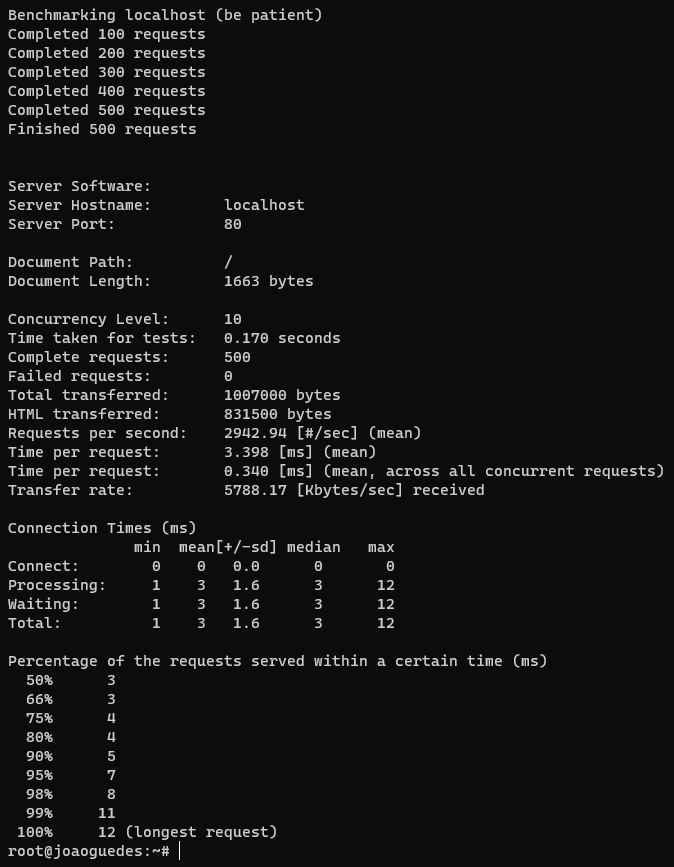 Benchmarking localhost (be patient)
Completed 100 requests
Completed 200 requests
Completed 300 requests
Completed 400 requests
Completed 500 requests
Finished 500 requests
Server Software:
Server Hostname:        localhost
Server Port:            80
Document Path:          /
Document Length:        1663 bytes
Concurrency Level:      10
Time taken for tests:   0.170 seconds
Complete requests:      500
Failed requests:        0
Total transferred:      1007000 bytes
HTML transferred:       831500 bytes
Requests per second:    2942.94 [#/sec] (mean)
Time per request:       3.398 [ms] (mean)
Time per request:       0.340 [ms] (mean, across all concurrent requests)
Transfer rate:          5788.17 [Kbytes/sec] received
Connection Times (ms)
              min  mean[+/-sd] median   max
Connect:        0    0   0.0      0       0
Processing:     1    3   1.6      3      12
Waiting:        1    3   1.6      3      12
Total:          1    3   1.6      3      12
Percentage of the requests served within a certain time (ms)
  50%      3
  66%      3
  75%      4
  80%      4
  90%      5
  95%      7
  98%      8
  99%     11
 100%     12 (longest request)
root@joaoguedes:~#